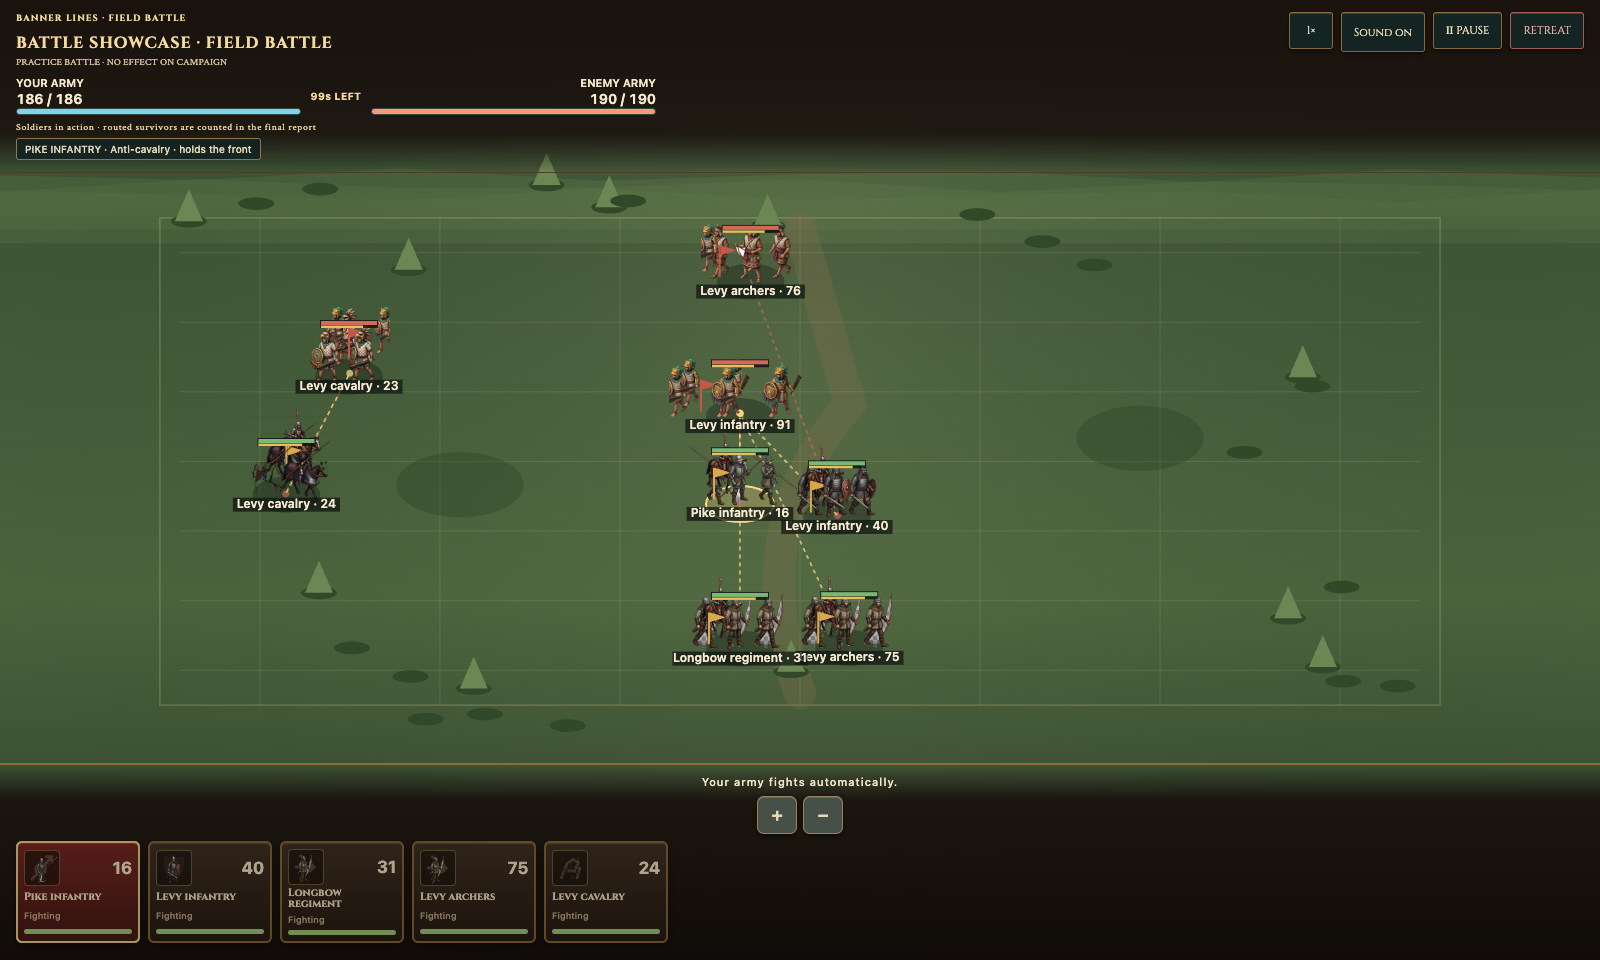 BANNER LINES · FIELD BATTLE
BATTLE SHOWCASE · FIELD BATTLE
PRACTICE BATTLE · NO EFFECT ON CAMPAIGN
YOUR ARMY
186 / 186
99s LEFT
ENEMY ARMY
190 / 190
Soldiers in action · routed survivors are counted in the final report
PIKE INFANTRY · Anti-cavalry · holds the front
1×
SOUND ON
II PAUSE
RETREAT
Levy archers · 76
Levy cavalry · 23
Levy infantry · 91
Levy cavalry · 24
Pike infantry · 16
Levy infantry · 40
Longbow regiment · 31
evy archers · 75
Your army fights automatically.
+ −
16
PIKE INFANTRY
Fighting
40
LEVY INFANTRY
Fighting
31
LONGBOW
REGIMENT
Fighting
75
LEVY ARCHERS
Fighting
24
LEVY CAVALRY
Fighting